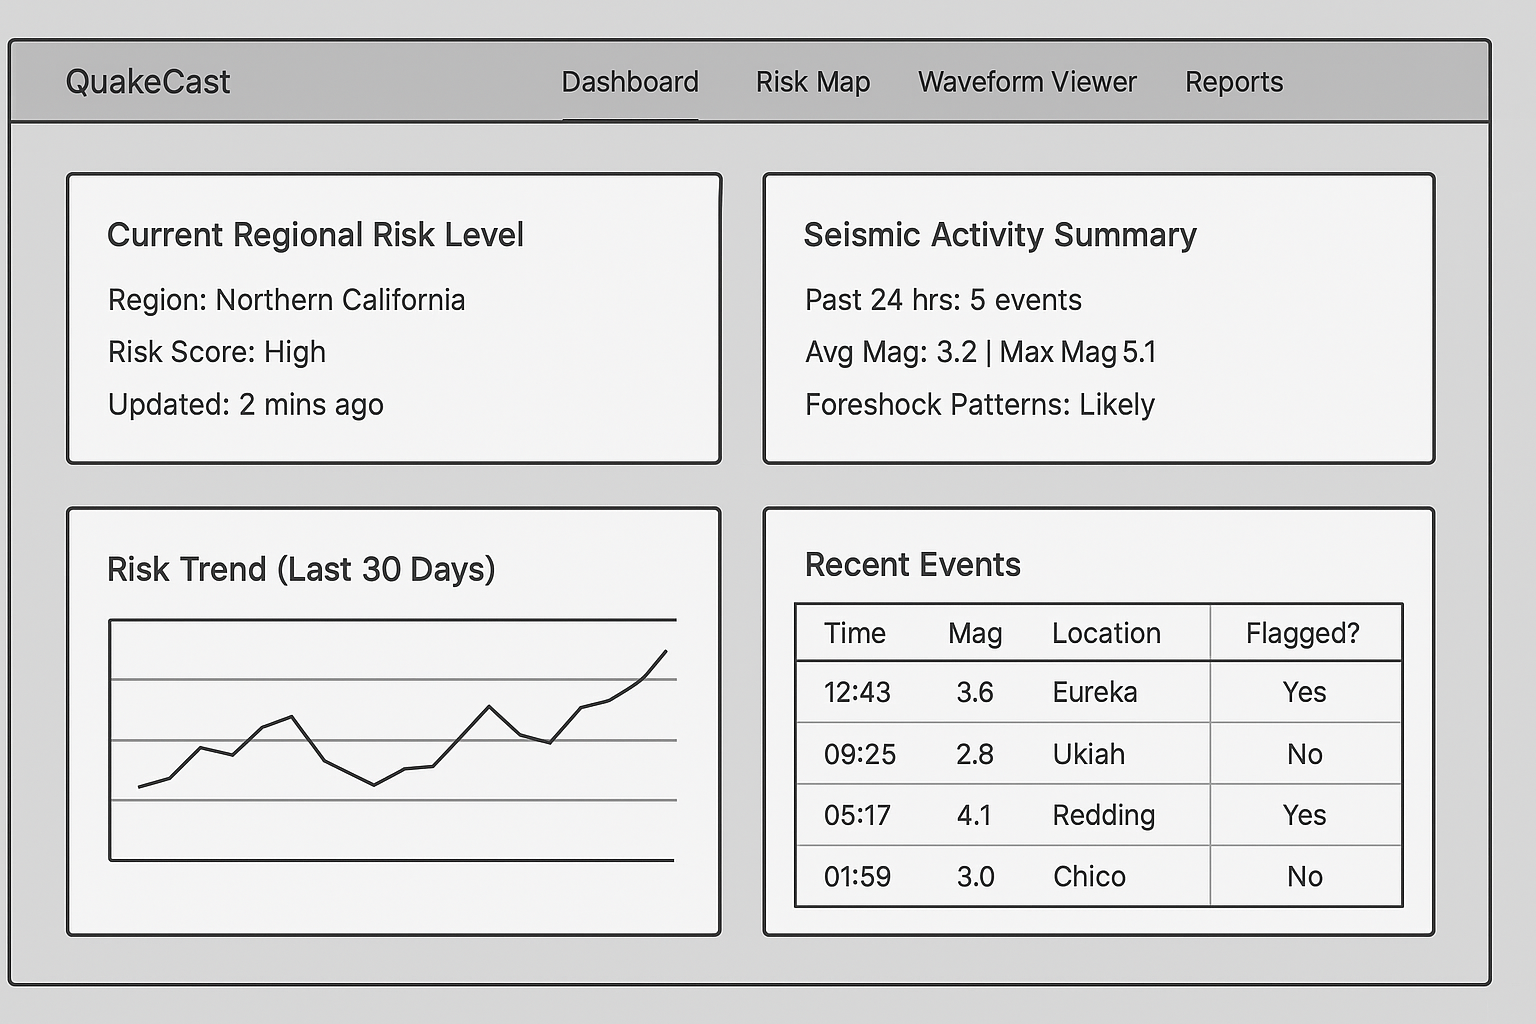 QuakeCast
Dashboard Risk Map Waveform Viewer Reports
Current Regional Risk Level
Region: Northern California
Risk Score: High
Updated: 2 mins ago
Seismic Activity Summary
Past 24 hrs: 5 events
Avg Mag: 3.2 | Max Mag 5.1
Foreshock Patterns: Likely
Risk Trend (Last 30 Days)
Recent Events
Time Mag Location Flagged?
12:43 3.6 Eureka Yes
09:25 2.8 Ukiah No
05:17 4.1 Redding Yes
01:59 3.0 Chico No